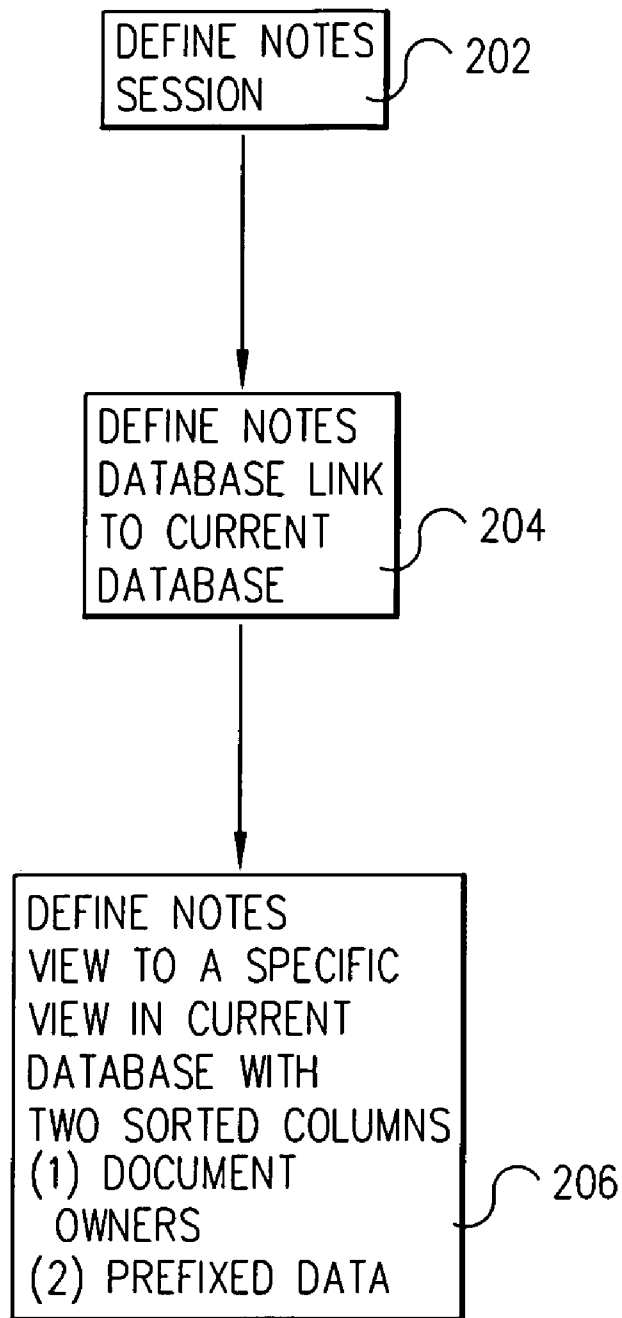 DEFINE NOTES
SESSION
202
DEFINE NOTES
DATABASE LINK
TO CURRENT
DATABASE
204
DEFINE NOTES
VIEW TO A SPECIFIC
VIEW IN CURRENT
DATABASE WITH
TWO SORTED COLUMNS
(1) DOCUMENT
OWNERS
(2) PREFIXED DATA
206